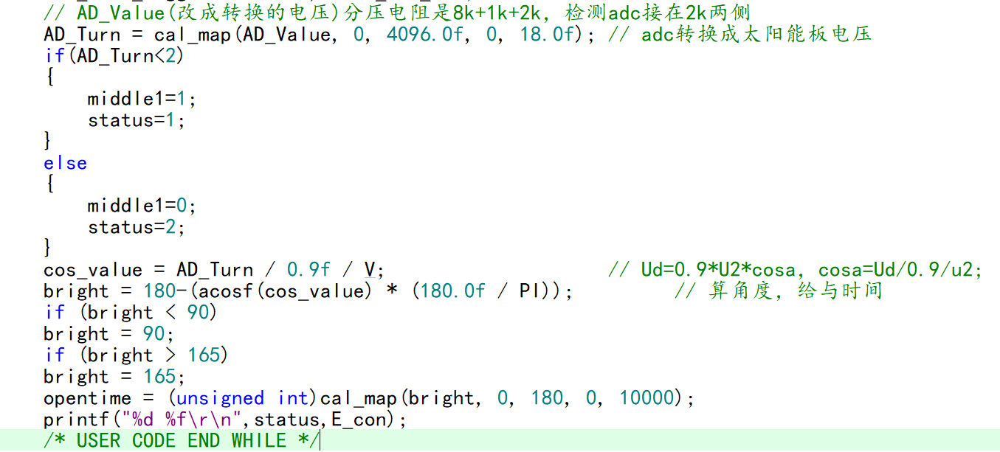 // AD_Value(改成转换的电压)分压电阻是8k+1k+2k, 检测adc接在2k两侧
AD_Turn = cal_map(AD_Value, 0, 4096.0f, 0, 18.0f); // adc转换成太阳能板电压
if(AD_Turn<2)
{
middle1=1;
status=1;
}
else
{
middle1=0;
status=2;
}
cos_value = AD_Turn / 0.9f / V; // Ud=0.9*U2*cosa, cosa=Ud/0.9/u2;
bright = 180-(acosf(cos_value) * (180.0f / PI)); // 算角度, 给与时间
if (bright < 90)
bright = 90;
if (bright > 165)
bright = 165;
opentime = (unsigned int)cal_map(bright, 0, 180, 0, 10000);
printf("%d %f\r\n",status,E_con);
/* USER CODE END WHILE */